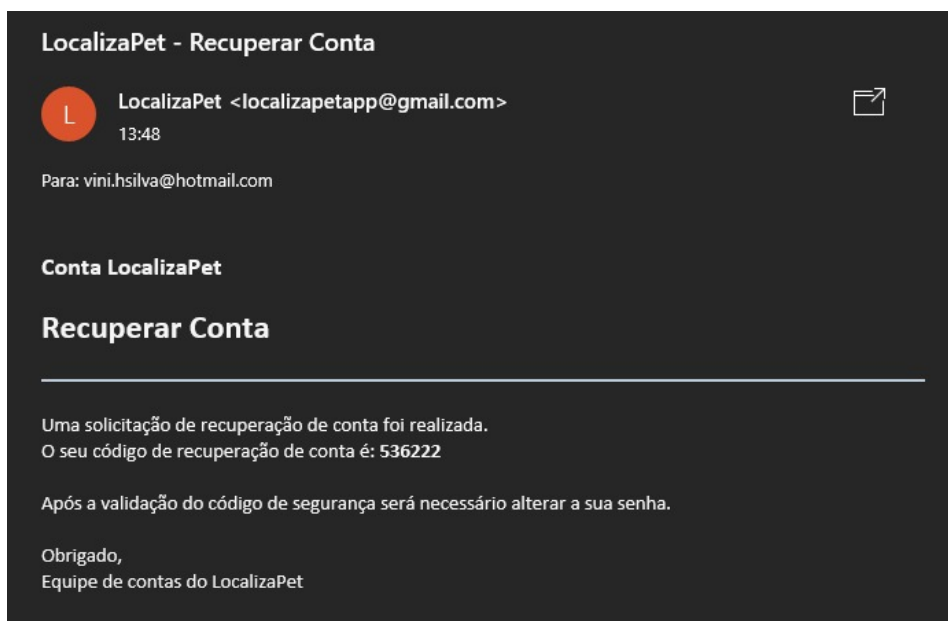 LocalizaPet - Recuperar Conta
L
LocalizaPet <localizapetapp@gmail.com>
13:48
Para: vini.hsilva@hotmail.com
Conta LocalizaPet
Recuperar Conta
Uma solicitação de recuperação de conta foi realizada.
O seu código de recuperação de conta é: 536222
Após a validação do código de segurança será necessário alterar a sua senha.
Obrigado,
Equipe de contas do LocalizaPet